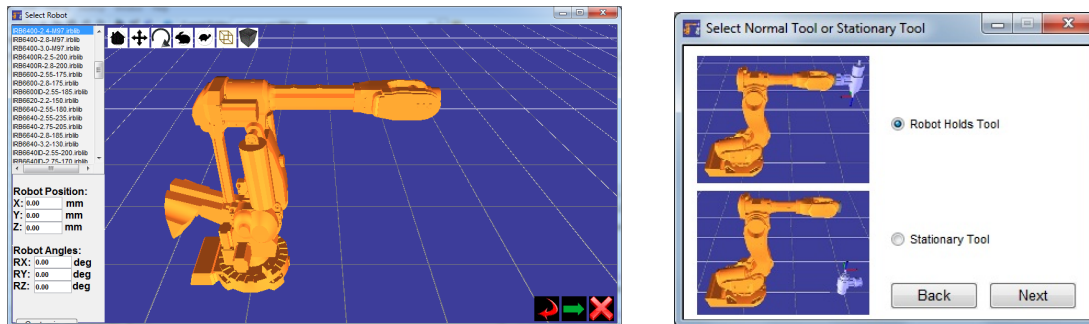 Select Robot
IRB6400-2.4-M97.irblib
IRB6400-2.8-M97.irblib
IRB6400-3.0-M97.irblib
IRB6400R-2.5-200.irblib
IRB6400R-2.8-200.irblib
IRB6600-2.55-175.irblib
IRB6600-2.8-175.irblib
IRB6600ID-2.55-185.irblib
IRB6620-2.2-150.irblib
IRB6640-2.55-180.irblib
IRB6640-2.55-235.irblib
IRB6640-2.75-205.irblib
IRB6640-2.8-185.irblib
IRB6640-3.2-130.irblib
IRB6640ID-2.55-200.irblib
IRB6640ID-2.75-170.irblib
Robot Position:
X: 0.00 mm
Y: 0.00 mm
Z: 0.00 mm
Robot Angles:
RX: 0.00 deg
RY: 0.00 deg
RZ: 0.00 deg
Select Normal Tool or Stationary Tool
Robot Holds Tool
Stationary Tool
Back Next